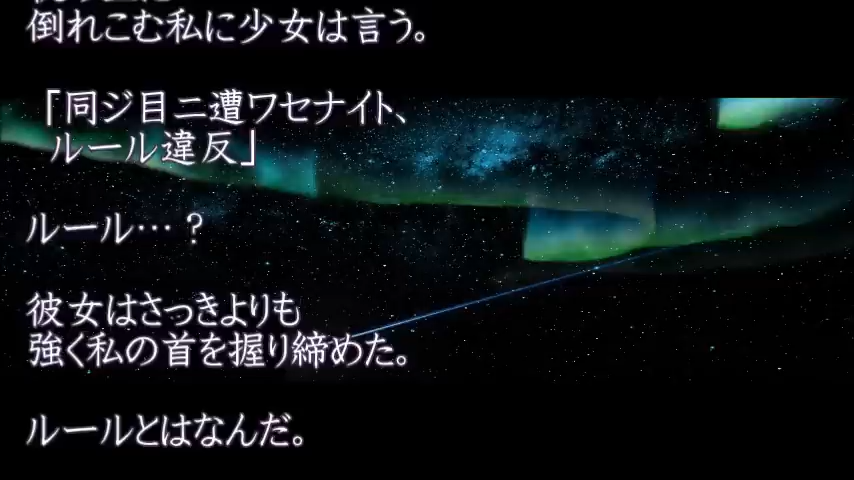 倒れこむ私に少女は言う。
「同ジ目ニ遭ワセナイト、
ルール違反」
ルール…？
彼女はさっきよりも
強く私の首を握り締めた。
ルールとはなんだ。